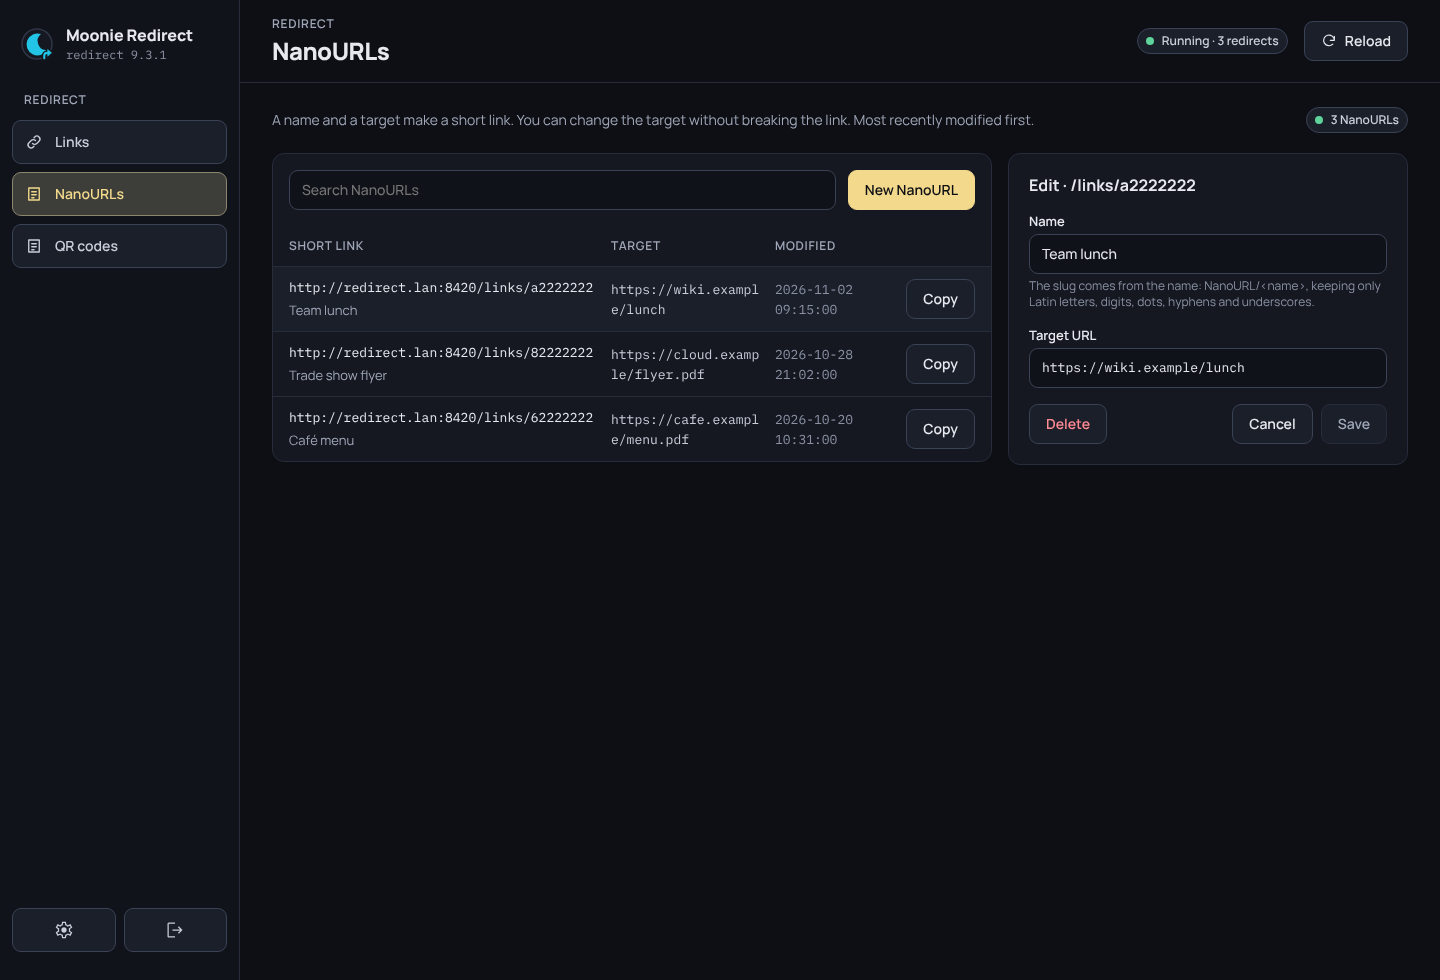 Moonie Redirect
redirect 9.3.1
REDIRECT
Links
NanoURLs
QR codes
REDIRECT
NanoURLs
Running · 3 redirects
Reload
A name and a target make a short link. You can change the target without breaking the link. Most recently modified first.
3 NanoURLs
Search NanoURLs
New NanoURL
SHORT LINK
TARGET
MODIFIED
http://redirect.lan:8420/links/a2222222
Team lunch
https://wiki.exampl
e/lunch
2026-11-02
09:15:00
Copy
http://redirect.lan:8420/links/82222222
Trade show flyer
https://cloud.examp
le/flyer.pdf
2026-10-28
21:02:00
Copy
http://redirect.lan:8420/links/62222222
Café menu
https://cafe.exampl
e/menu.pdf
2026-10-20
10:31:00
Copy
Edit · /links/a2222222
Name
Team lunch
The slug comes from the name: NanoURL/<name>, keeping only
Latin letters, digits, dots, hyphens and underscores.
Target URL
https://wiki.example/lunch
Delete
Cancel
Save